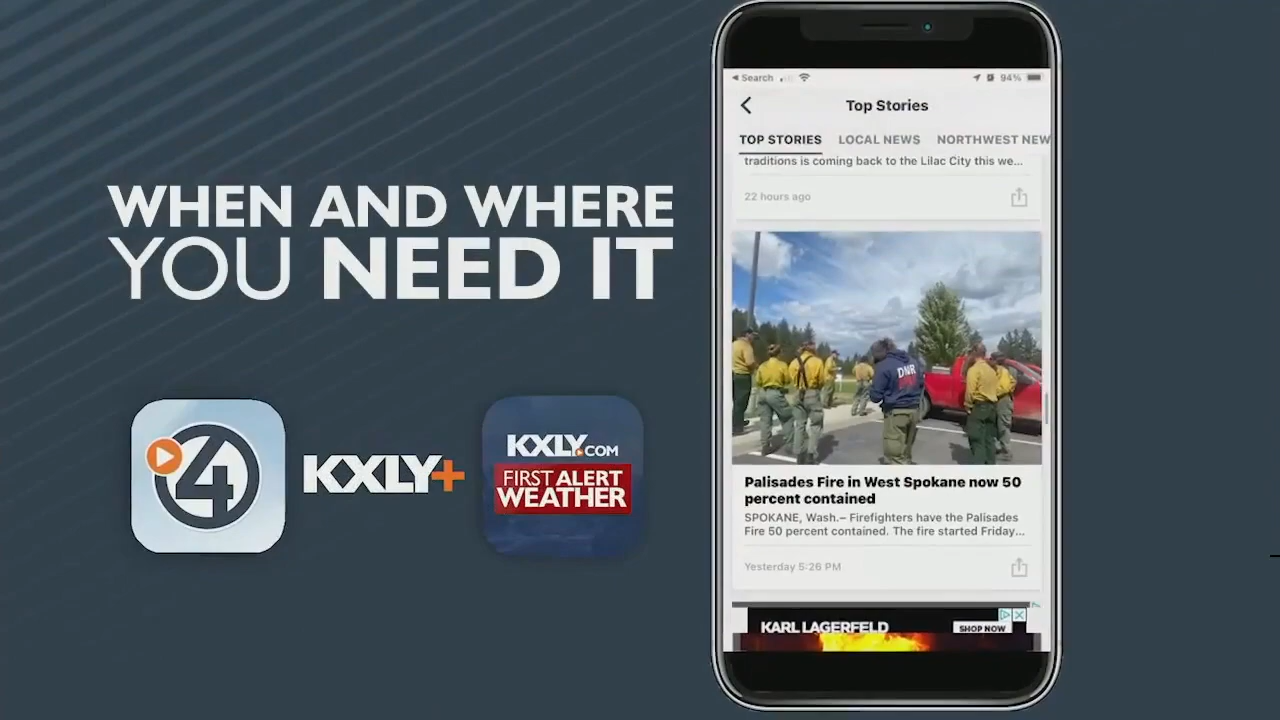 WHEN AND WHERE
YOU NEED IT
4
KXLY+
KXLY.COM
FIRST ALERT
WEATHER
Search
94%
Top Stories
TOP STORIES
LOCAL NEWS
NORTHWEST NEW
traditions is coming back to the Lilac City this we...
22 hours ago
DNR
Palisades Fire in West Spokane now 50
percent contained
SPOKANE, Wash.– Firefighters have the Palisades
Fire 50 percent contained. The fire started Friday...
Yesterday 5:26 PM
KARL LAGERFELD
SHOP NOW